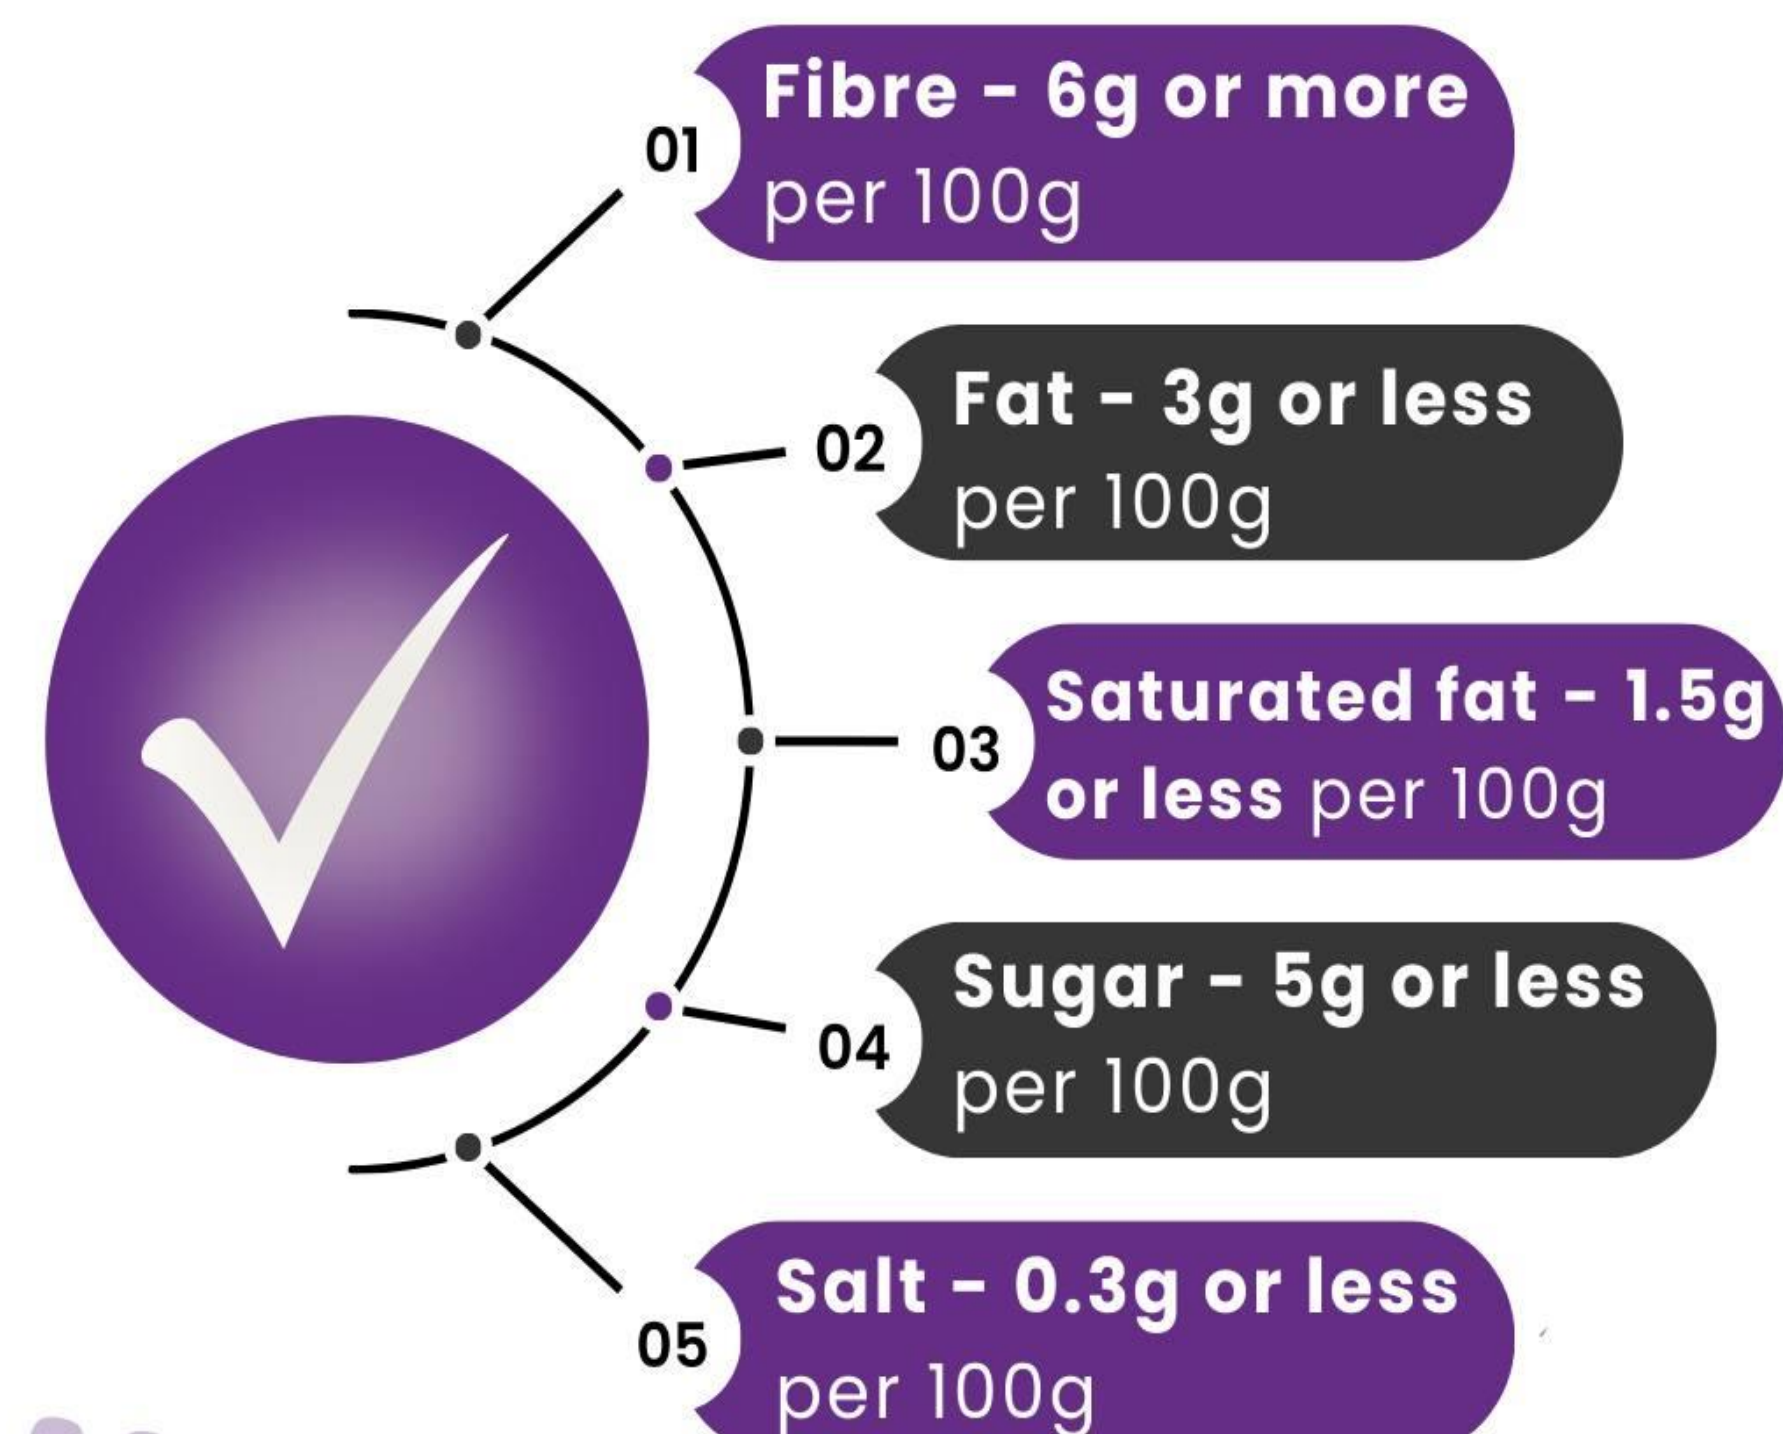 01
Fibre - 6g or more
per 100g
02
Fat - 3g or less
per 100g
03
Saturated fat - 1.5g
or less per 100g
04
Sugar - 5g or less
per 100g
05
Salt - 0.3g or less
per 100g